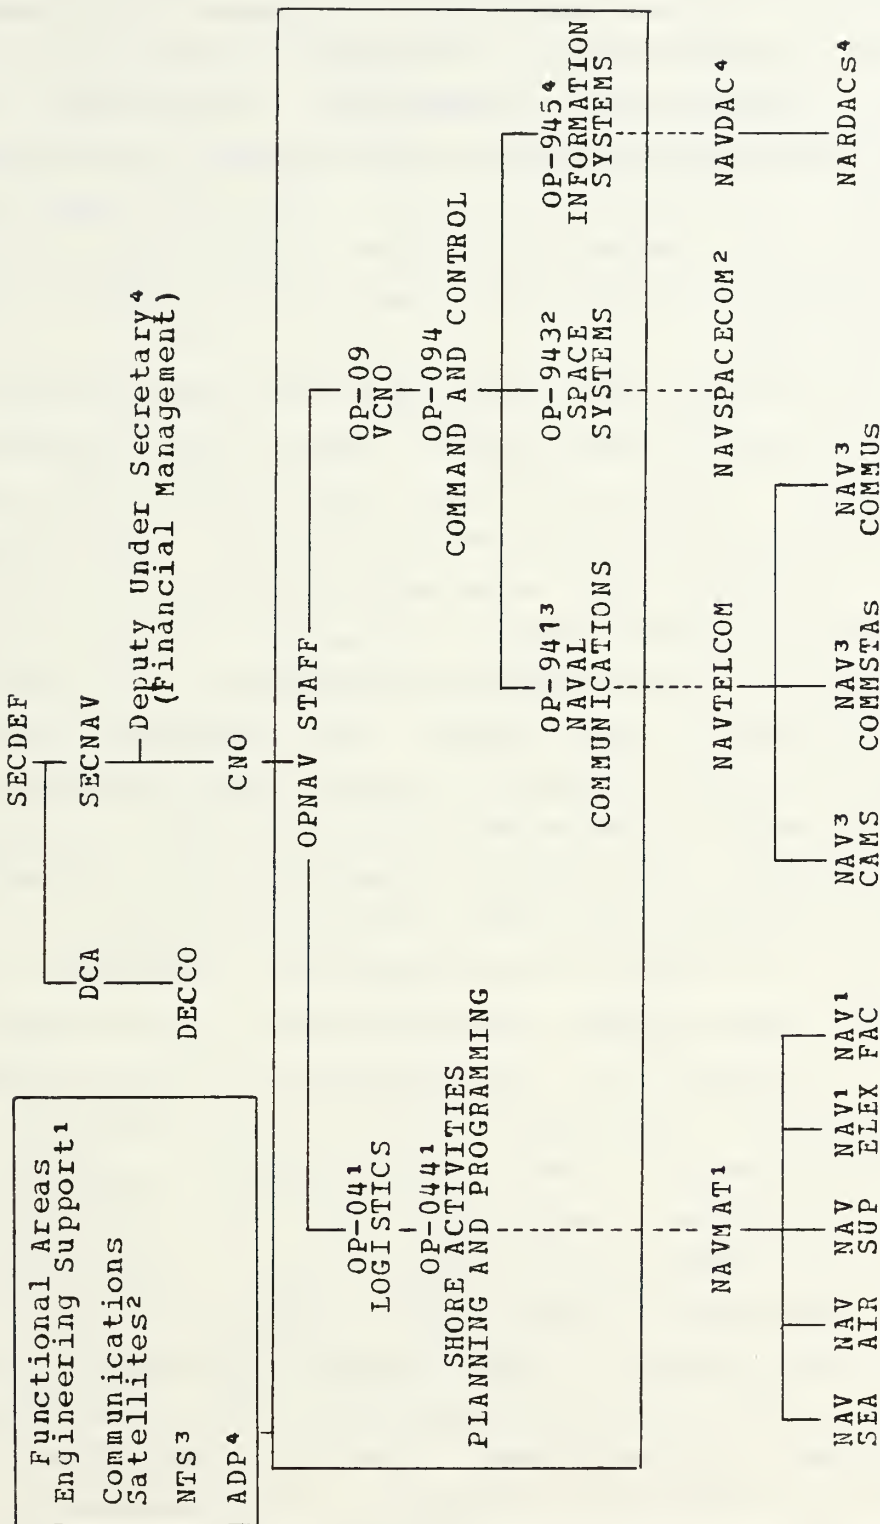 Functional Areas
Engineering Support¹
Communications
Satellites²
NTS³
ADP⁴
SECDEF
DCA
SECNAV
DECCO
Deputy Under Secretary⁴
(Financial Management)
CNO
OPNAV STAFF
OP-04¹
LOGISTICS
OP-09
VCNO
OP-044¹
SHORE ACTIVITIES
PLANNING AND PROGRAMMING
OP-094
COMMAND AND CONTROL
OP-941³
NAVAL
COMMUNICATIONS
OP-943²
SPACE
SYSTEMS
OP-945⁴
INFORMATION
SYSTEMS
NAVMAT¹
NAVTELCOM
NAVSPACECOM²
NAVDAC⁴
NAV
SEA
NAV
AIR
NAV
SUP
NAV¹
ELEX
NAV¹
FAC
NAV³
CAMS
NAV³
COMMSTAs
NAV³
COMMUs
NARDACs⁴